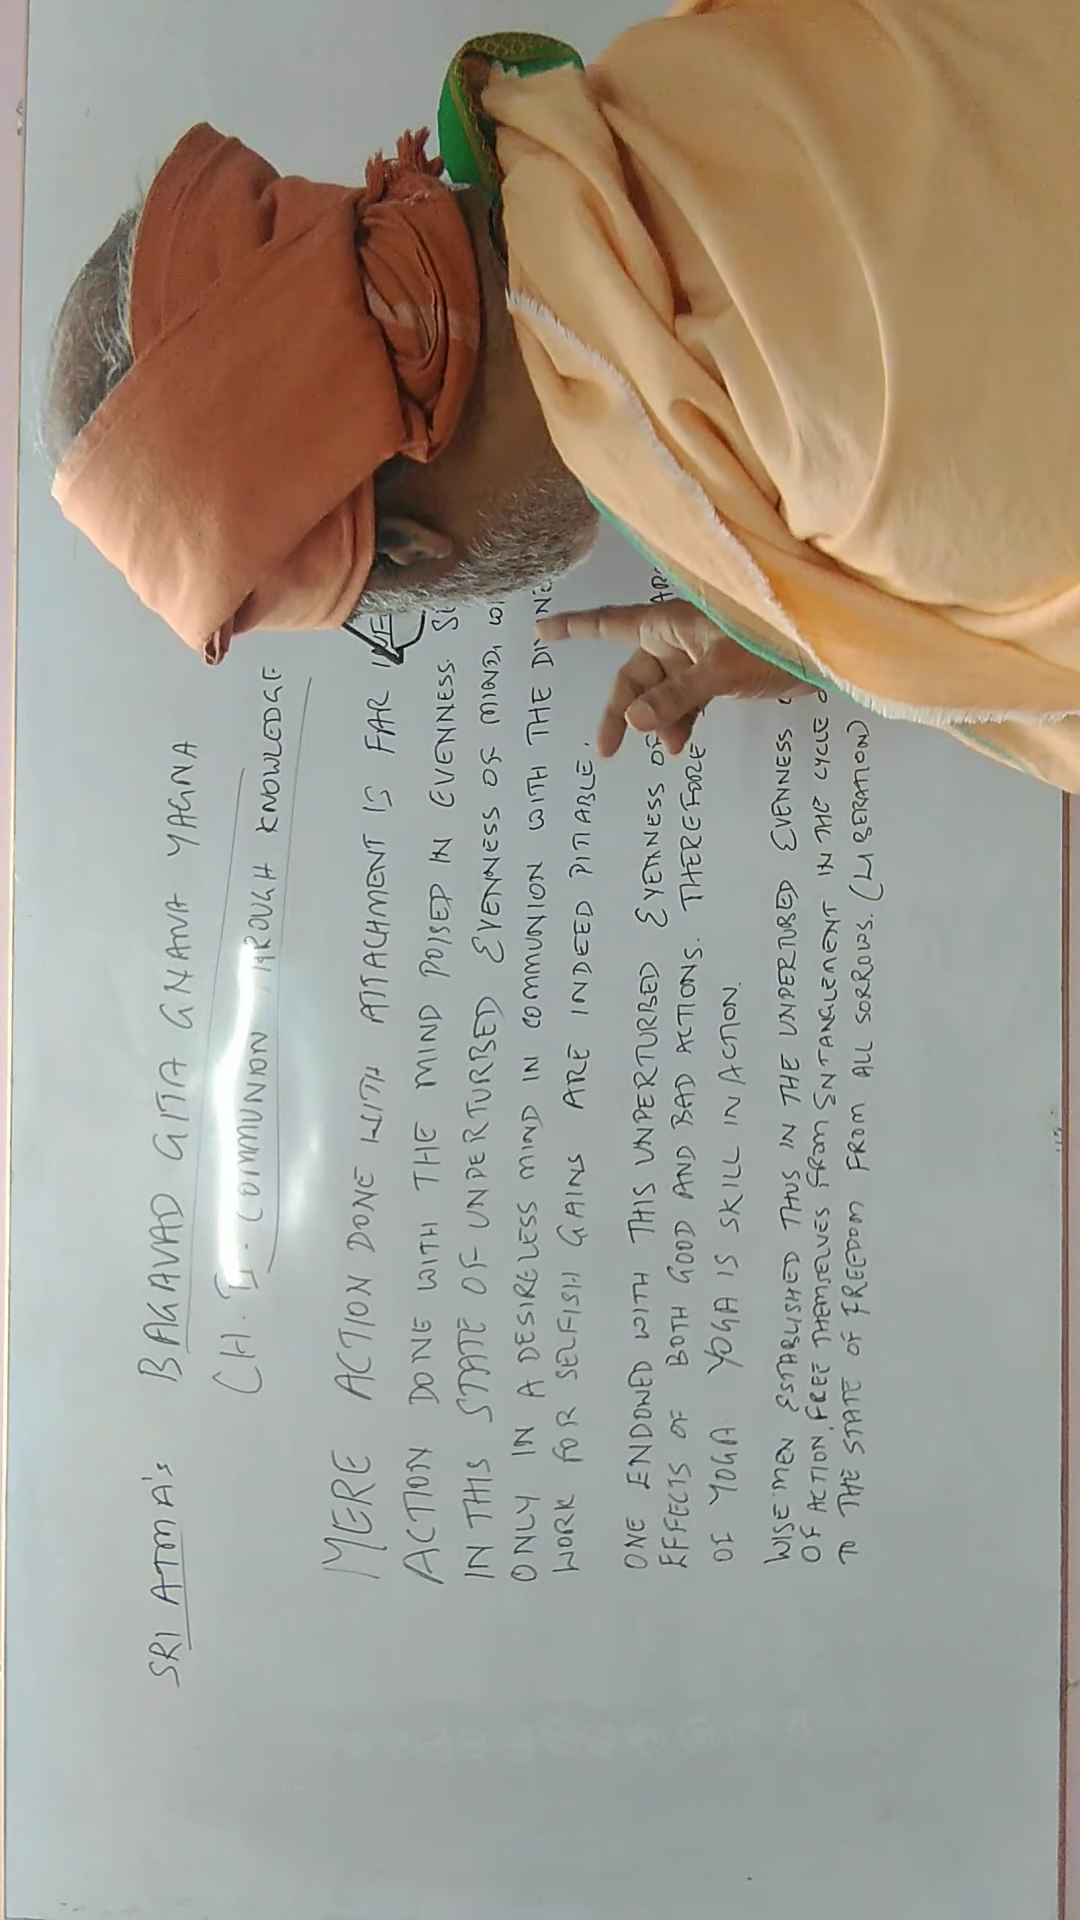 SRI ATMA'S BAGAVAD GITA GNANA YAGNA
CH. II. COMMUNION THROUGH KNOWLEDGE
MERE ACTION DONE WITH ATTACHMENT IS FAR
ACTION DONE WITH THE MIND POISED IN EVENNESS.
IN THIS STATE OF UNPERTURBED EVENNESS OF MIND,
ONLY IN A DESIRELESS MIND IN COMMUNION WITH THE
WORK FOR SELFISH GAINS ARE INDEED PITIABLE.
ONE ENDOWED WITH THIS UNPERTURBED EVENNESS OF
EFFECTS OF BOTH GOOD AND BAD ACTIONS. THEREFORE
OF YOGA YOGA IS SKILL IN ACTION.
WISE MEN ESTABLISHED THUS IN THE UNPERTURBED EVENNESS
OF ACTION, FREE THEMSELVES FROM ENTANGLEMENT IN THE CYCLE
TO THE STATE OF FREEDOM FROM ALL SORROWS. (LIBERATION)